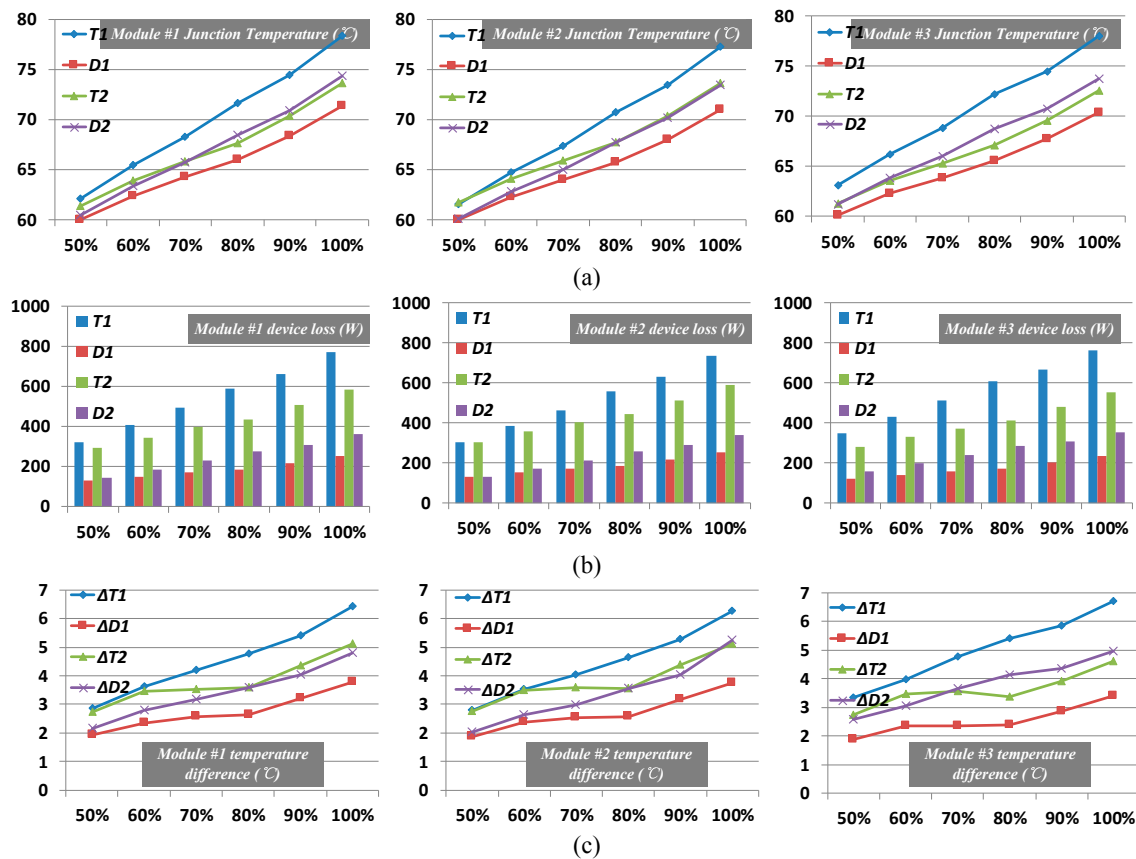 Module #1 Junction Temperature (℃)
80
75
70
65
60
T1
D1
T2
D2
50% 60% 70% 80% 90% 100%
Module #2 Junction Temperature (℃)
80
75
70
65
60
T1
D1
T2
D2
50% 60% 70% 80% 90% 100%
Module #3 Junction Temperature (℃)
80
75
70
65
60
T1
D1
T2
D2
50% 60% 70% 80% 90% 100%
(a)
Module #1 device loss (W)
1000
800
600
400
200
0
T1
D1
T2
D2
50% 60% 70% 80% 90% 100%
Module #2 device loss (W)
1000
800
600
400
200
0
T1
D1
T2
D2
50% 60% 70% 80% 90% 100%
Module #3 device loss (W)
1000
800
600
400
200
0
T1
D1
T2
D2
50% 60% 70% 80% 90% 100%
(b)
7
6
5
4
3
2
1
0
ΔT1
ΔD1
ΔT2
ΔD2
Module #1 temperature
difference (℃)
50% 60% 70% 80% 90% 100%
7
6
5
4
3
2
1
0
ΔT1
ΔD1
ΔT2
ΔD2
Module #2 temperature
difference (℃)
50% 60% 70% 80% 90% 100%
7
6
5
4
3
2
1
0
ΔT1
ΔD1
ΔT2
ΔD2
Module #3 temperature
difference (℃)
50% 60% 70% 80% 90% 100%
(c)